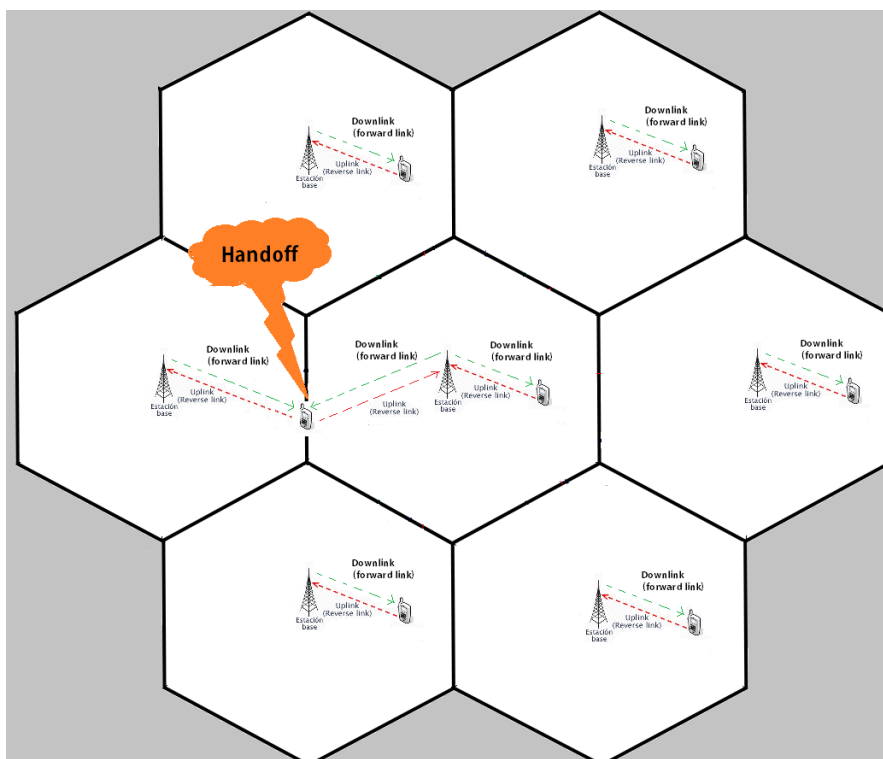 Downlink
(forward link)
Uplink
(Reverse link)
Estación
base
Downlink
(forward link)
Uplink
(Reverse link)
Estación
base
Handoff
Downlink
(forward link)
Uplink
(Reverse link)
Estación
base
Downlink
(forward link)
Uplink
(Reverse link)
Estación
base
Downlink
(forward link)
Uplink
(Reverse link)
Downlink
(forward link)
Uplink
(Reverse link)
Estación
base
Downlink
(forward link)
Uplink
(Reverse link)
Estación
base
Downlink
(forward link)
Uplink
(Reverse link)
Estación
base